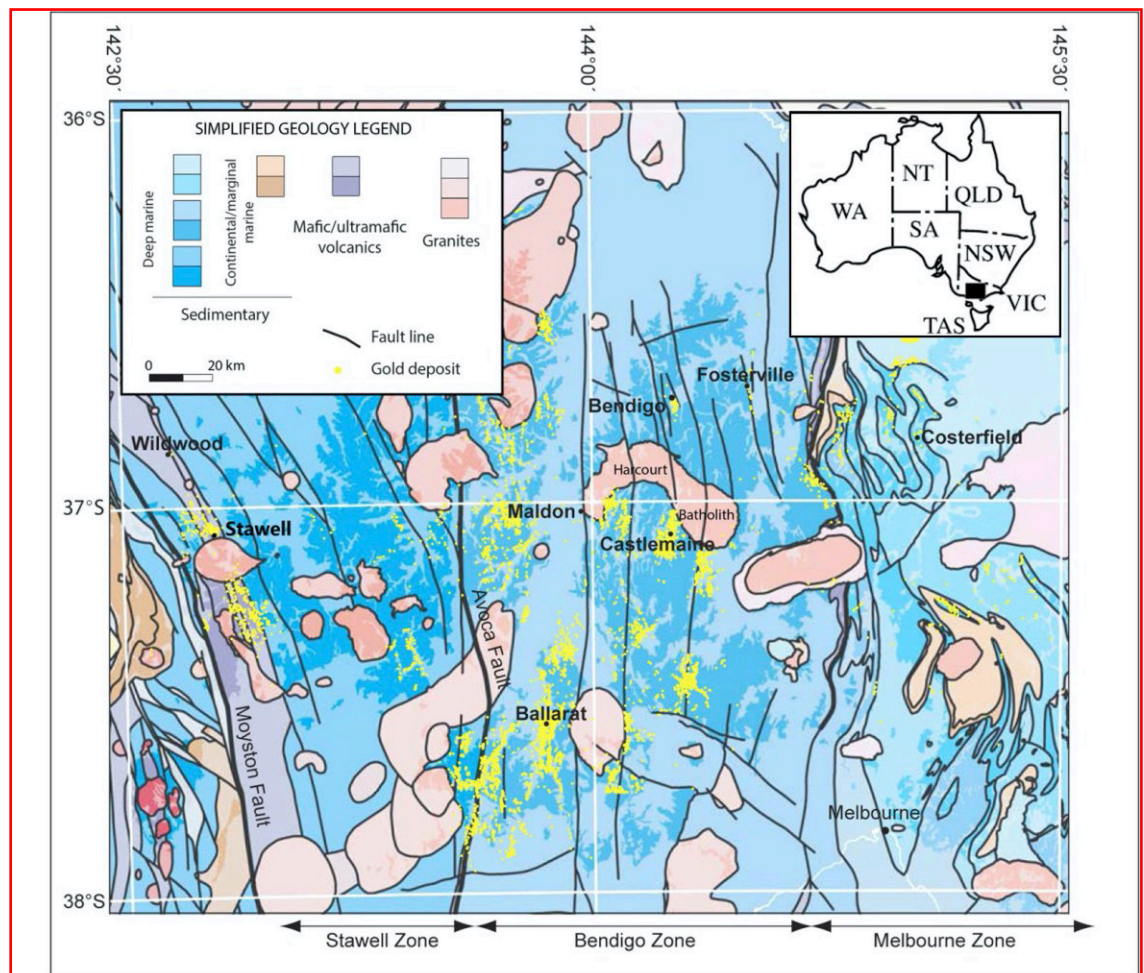 142°30´
144°00´
145°30´
36°S
37°S
38°S
SIMPLIFIED GEOLOGY LEGEND
Deep marine
Continental/marginal
marine
Mafic/ultramafic
volcanics
Granites
Sedimentary
Fault line
0 20 km
Gold deposit
WA
NT
QLD
SA
NSW
VIC
TAS
Fosterville
Bendigo
Wildwood
Costerfield
Harcourt
Maldon
Batholith
Stawell
Castlemaine
Avoca Fault
Ballarat
Moyston Fault
Melbourne
Stawell Zone
Bendigo Zone
Melbourne Zone